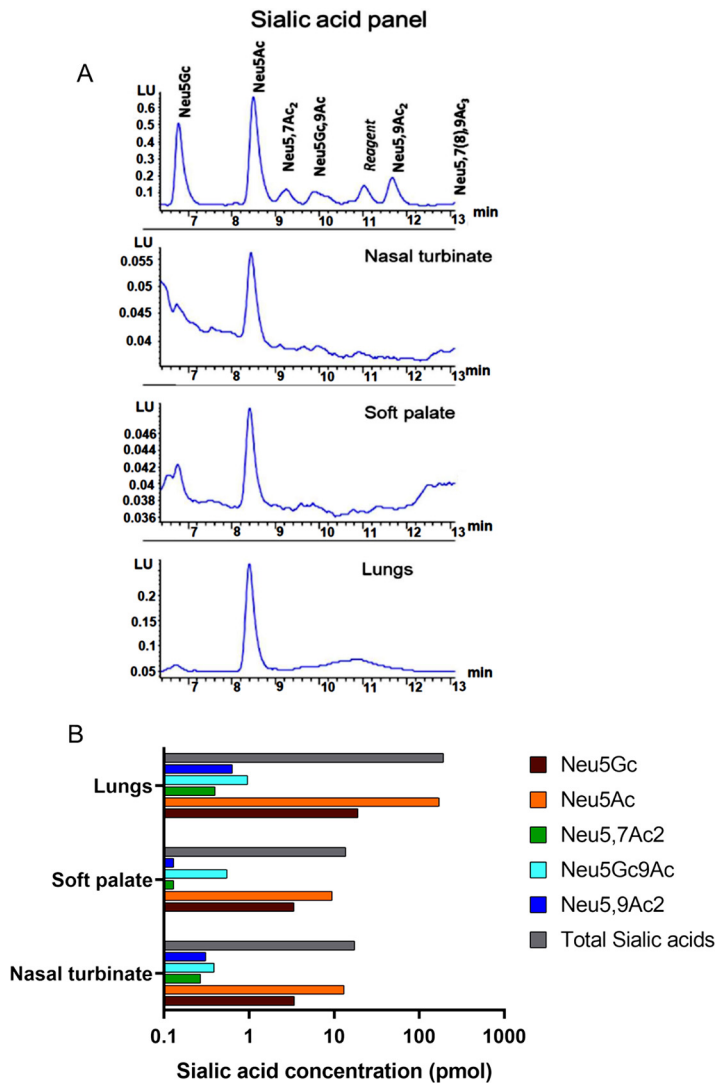 Sialic acid panel
A
LU
Neu5Gc
Neu5Ac
Neu5,7Ac₂
Neu5Gc,9Ac
Reagent
Neu5,9Ac₂
Neu5,7(8),9Ac₃
0.6
0.5
0.4
0.3
0.2
0.1
7 8 9 10 11 12 13 min
LU
Nasal turbinate
0.055
0.05
0.045
0.04
7 8 9 10 11 12 13 min
LU
Soft palate
0.046
0.044
0.042
0.04
0.038
0.036
7 8 9 10 11 12 13 min
LU
Lungs
0.2
0.15
0.1
0.05
7 8 9 10 11 12 13 min
B
Lungs
Soft palate
Nasal turbinate
0.1 1 10 100 1000
Sialic acid concentration (pmol)
Neu5Gc
Neu5Ac
Neu5,7Ac2
Neu5Gc9Ac
Neu5,9Ac2
Total Sialic acids